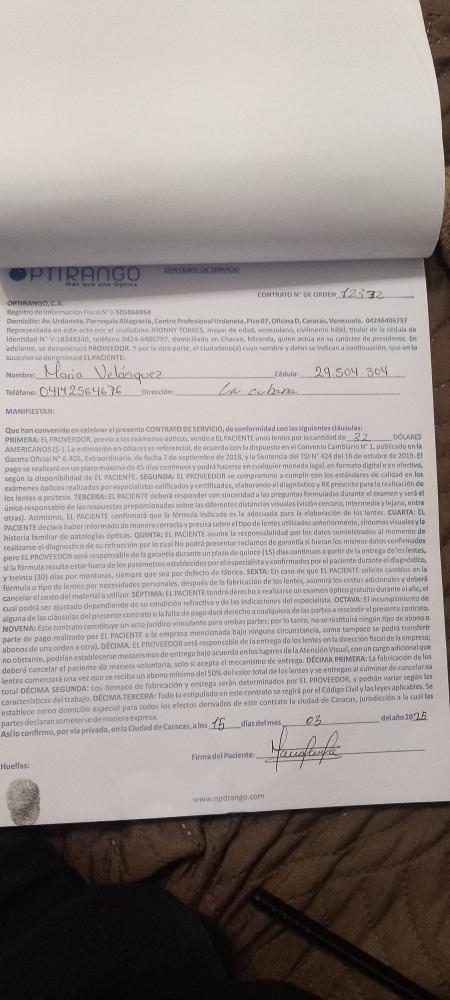 OPTIRANGO
Más que una Óptica
CONTRATO DE SERVICIO
CONTRATO N° DE ORDEN 12332
OPTIRANGO, C.A.
Registro de Información Fiscal N° J-505868454
Domicilio: Av. Urdaneta, Parroquia Altagracia, Centro Profesional Urdaneta, Piso 07, Oficina D, Caracas, Venezuela. 04246406797
Representada en este acto por el ciudadano JHONNY TORRES, mayor de edad, venezolano, civilmente hábil, titular de la cédula de
Identidad N° V-18348340, teléfono 0424-6406797, domiciliado en Chacao, Miranda, quien actúa en su carácter de presidente. En
adelante, se denominará PROVEEDOR. Y por la otra parte, el ciudadano(a) cuyo nombre y datos se indican a continuación, que en lo
sucesivo se denominará EL PACIENTE:
Nombre: Maria Velásquez Cédula: 29.504 304
Teléfono: 04142564676 Dirección: La cubana
MANIFIESTAN:
Que han convenido en celebrar el presente CONTRATO DE SERVICIO, de conformidad con las siguientes cláusulas:
PRIMERA: EL PROVEEDOR, previo a los exámenes ópticos, vende a EL PACIENTE unos lentes por la cantidad de 32 DÓLARES
AMERICANOS ($-). La estimación en dólares es referencial, de acuerdo con lo dispuesto en el Convenio Cambiario N° 1, publicado en la
Gaceta Oficial N° 6.405, Extraordinaria, de fecha 7 de septiembre de 2018, y la Sentencia del TSJ N° 424 del 16 de octubre de 2019. El
pago se realizará en un plazo máximo de 45 días continuos y podrá hacerse en cualquier moneda legal, en formato digital o en efectivo,
según la disponibilidad de EL PACIENTE. SEGUNDA: EL PROVEEDOR se compromete a cumplir con los estándares de calidad en los
exámenes ópticos realizados por especialistas calificados y certificados, elaborando el diagnóstico y RX prescrito para la realización de
los lentes o prótesis. TERCERA: EL PACIENTE deberá responder con sinceridad a las preguntas formuladas durante el examen y será el
único responsable de las respuestas proporcionadas sobre las diferentes distancias visuales (visión cercana, intermedia y lejana, entre
otras). Asimismo, EL PACIENTE confirmará que la fórmula indicada es la adecuada para la elaboración de los lentes. CUARTA: EL
PACIENTE declara haber informado de manera correcta y precisa sobre el tipo de lentes utilizados anteriormente, síntomas visuales y la
historia familiar de patologías ópticas. QUINTA: EL PACIENTE asume la responsabilidad por los datos suministrados al momento de
realizarse el diagnostico de su refracción por lo cual No podrá presentar reclamos de garantía si fueran los mismos datos confirmados
pero EL PROVEEDOR será responsable de la garantía durante un plazo de quince (15) días continuos a partir de la entrega de los lentes,
si la fórmula resulta estar fuera de los parámetros establecidos por el especialista y confirmados por el paciente durante el diagnóstico,
y treinta (30) días por monturas, siempre que sea por defecto de fábrica. SEXTA: En caso de que EL PACIENTE solicite cambios en la
fórmula o tipo de lentes por necesidades personales, después de la fabricación de los lentes, asumirá los costos adicionales y deberá
cancelar el costo del material a utilizar. SÉPTIMA: EL PACIENTE tendrá derecho a realizarse un examen óptico gratuito durante el año, el
cual podrá ser ajustado dependiendo de su condición refractiva y de las indicaciones del especialista. OCTAVA: El incumplimiento de
alguna de las cláusulas del presente contrato o la falta de pago dará derecho a cualquiera de las partes a rescindir el presente contrato.
NOVENA: Este contrato constituye un acto jurídico vinculante para ambas partes; por lo tanto, no se restituirá ningún tipo de abono o
parte de pago realizado por EL PACIENTE a la empresa mencionada bajo ninguna circunstancia, como tampoco se podrá transferir
abonos de una orden a otra). DÉCIMA: EL PROVEEDOR será responsable de la entrega de los lentes en la dirección fiscal de la empresa;
no obstante, podrían establecerse mecanismos de entrega bajo acuerdo en los lugares de la Atención Visual, con un cargo adicional que
deberá cancelar el paciente de manera voluntaria, solo si acepta el mecanismo de entrega. DÉCIMA PRIMERA: La fabricación de los
lentes comenzará una vez que se reciba un abono mínimo del 50% del valor total de los lentes y se entregan al culminar de cancelar su
total DÉCIMA SEGUNDA: Los tiempos de fabricación y entrega serán determinados por EL PROVEEDOR, y podrán variar según las
características del trabajo. DÉCIMA TERCERA: Todo lo estipulado en este contrato se regirá por el Código Civil y las leyes aplicables. Se
establece como domicilio especial para todos los efectos derivados de este contrato la ciudad de Caracas, jurisdicción a la cual las
partes declaran someterse de manera expresa.
Así lo confirmo, por vía privada, en la Ciudad de Caracas, a los 15 días del mes 03 del año 2025
Firma del Paciente:
Huellas:
www.optirango.com